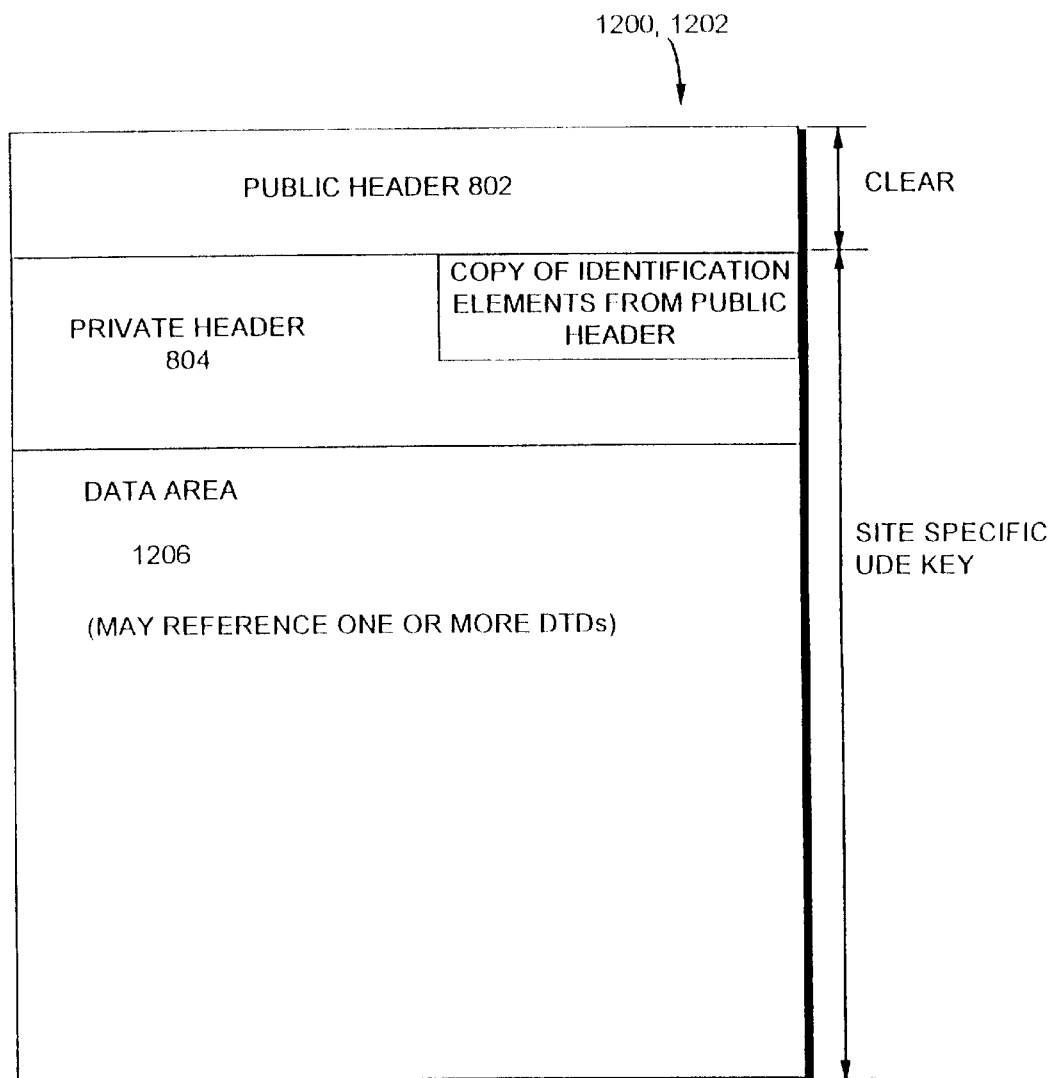 1200, 1202
PUBLIC HEADER 802
CLEAR
COPY OF IDENTIFICATION
ELEMENTS FROM PUBLIC
HEADER
PRIVATE HEADER
804
DATA AREA
1206
(MAY REFERENCE ONE OR MORE DTDs)
SITE SPECIFIC
UDE KEY